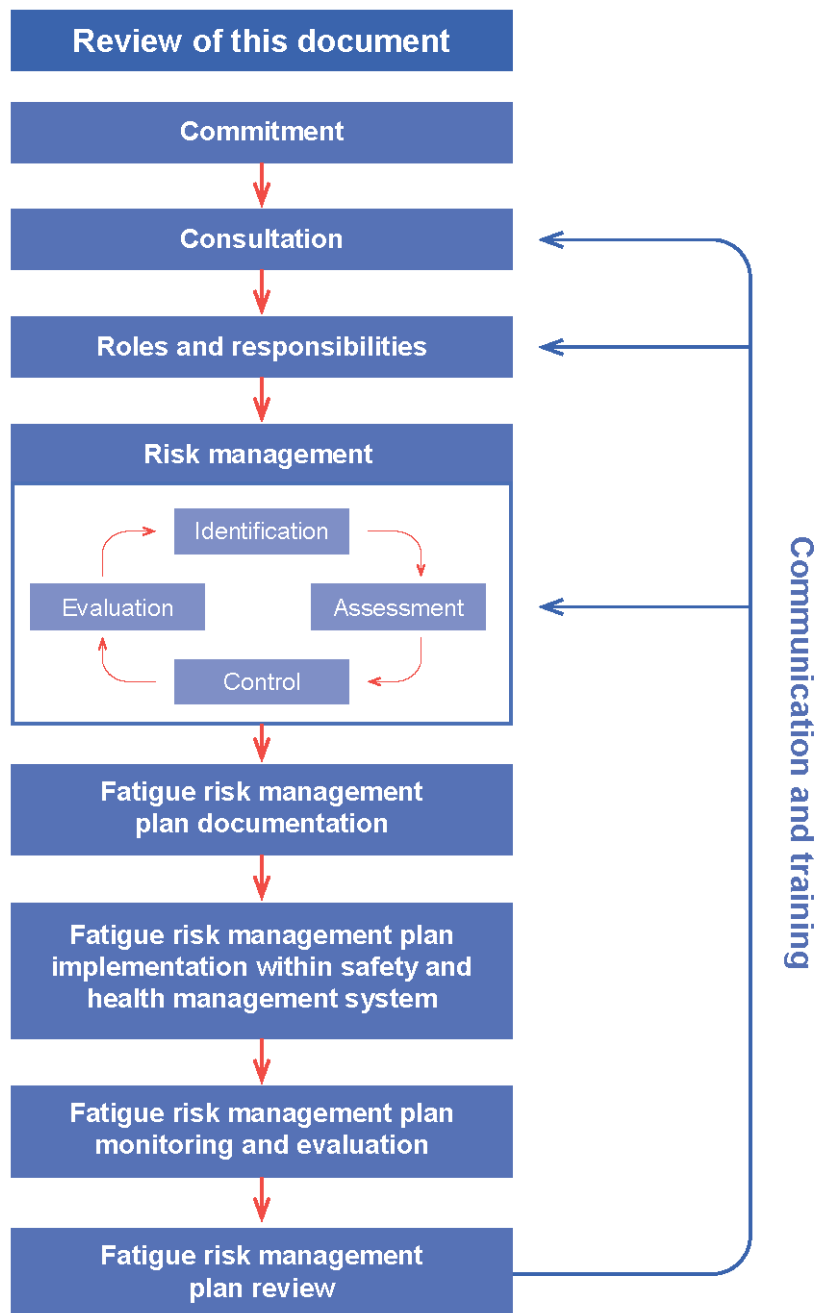 Review of this document
Commitment
Consultation
Roles and responsibilities
Risk management
Identification
Evaluation
Assessment
Control
Fatigue risk management
plan documentation
Fatigue risk management plan
implementation within safety and
health management system
Fatigue risk management plan
monitoring and evaluation
Fatigue risk management
plan review
Communication and training